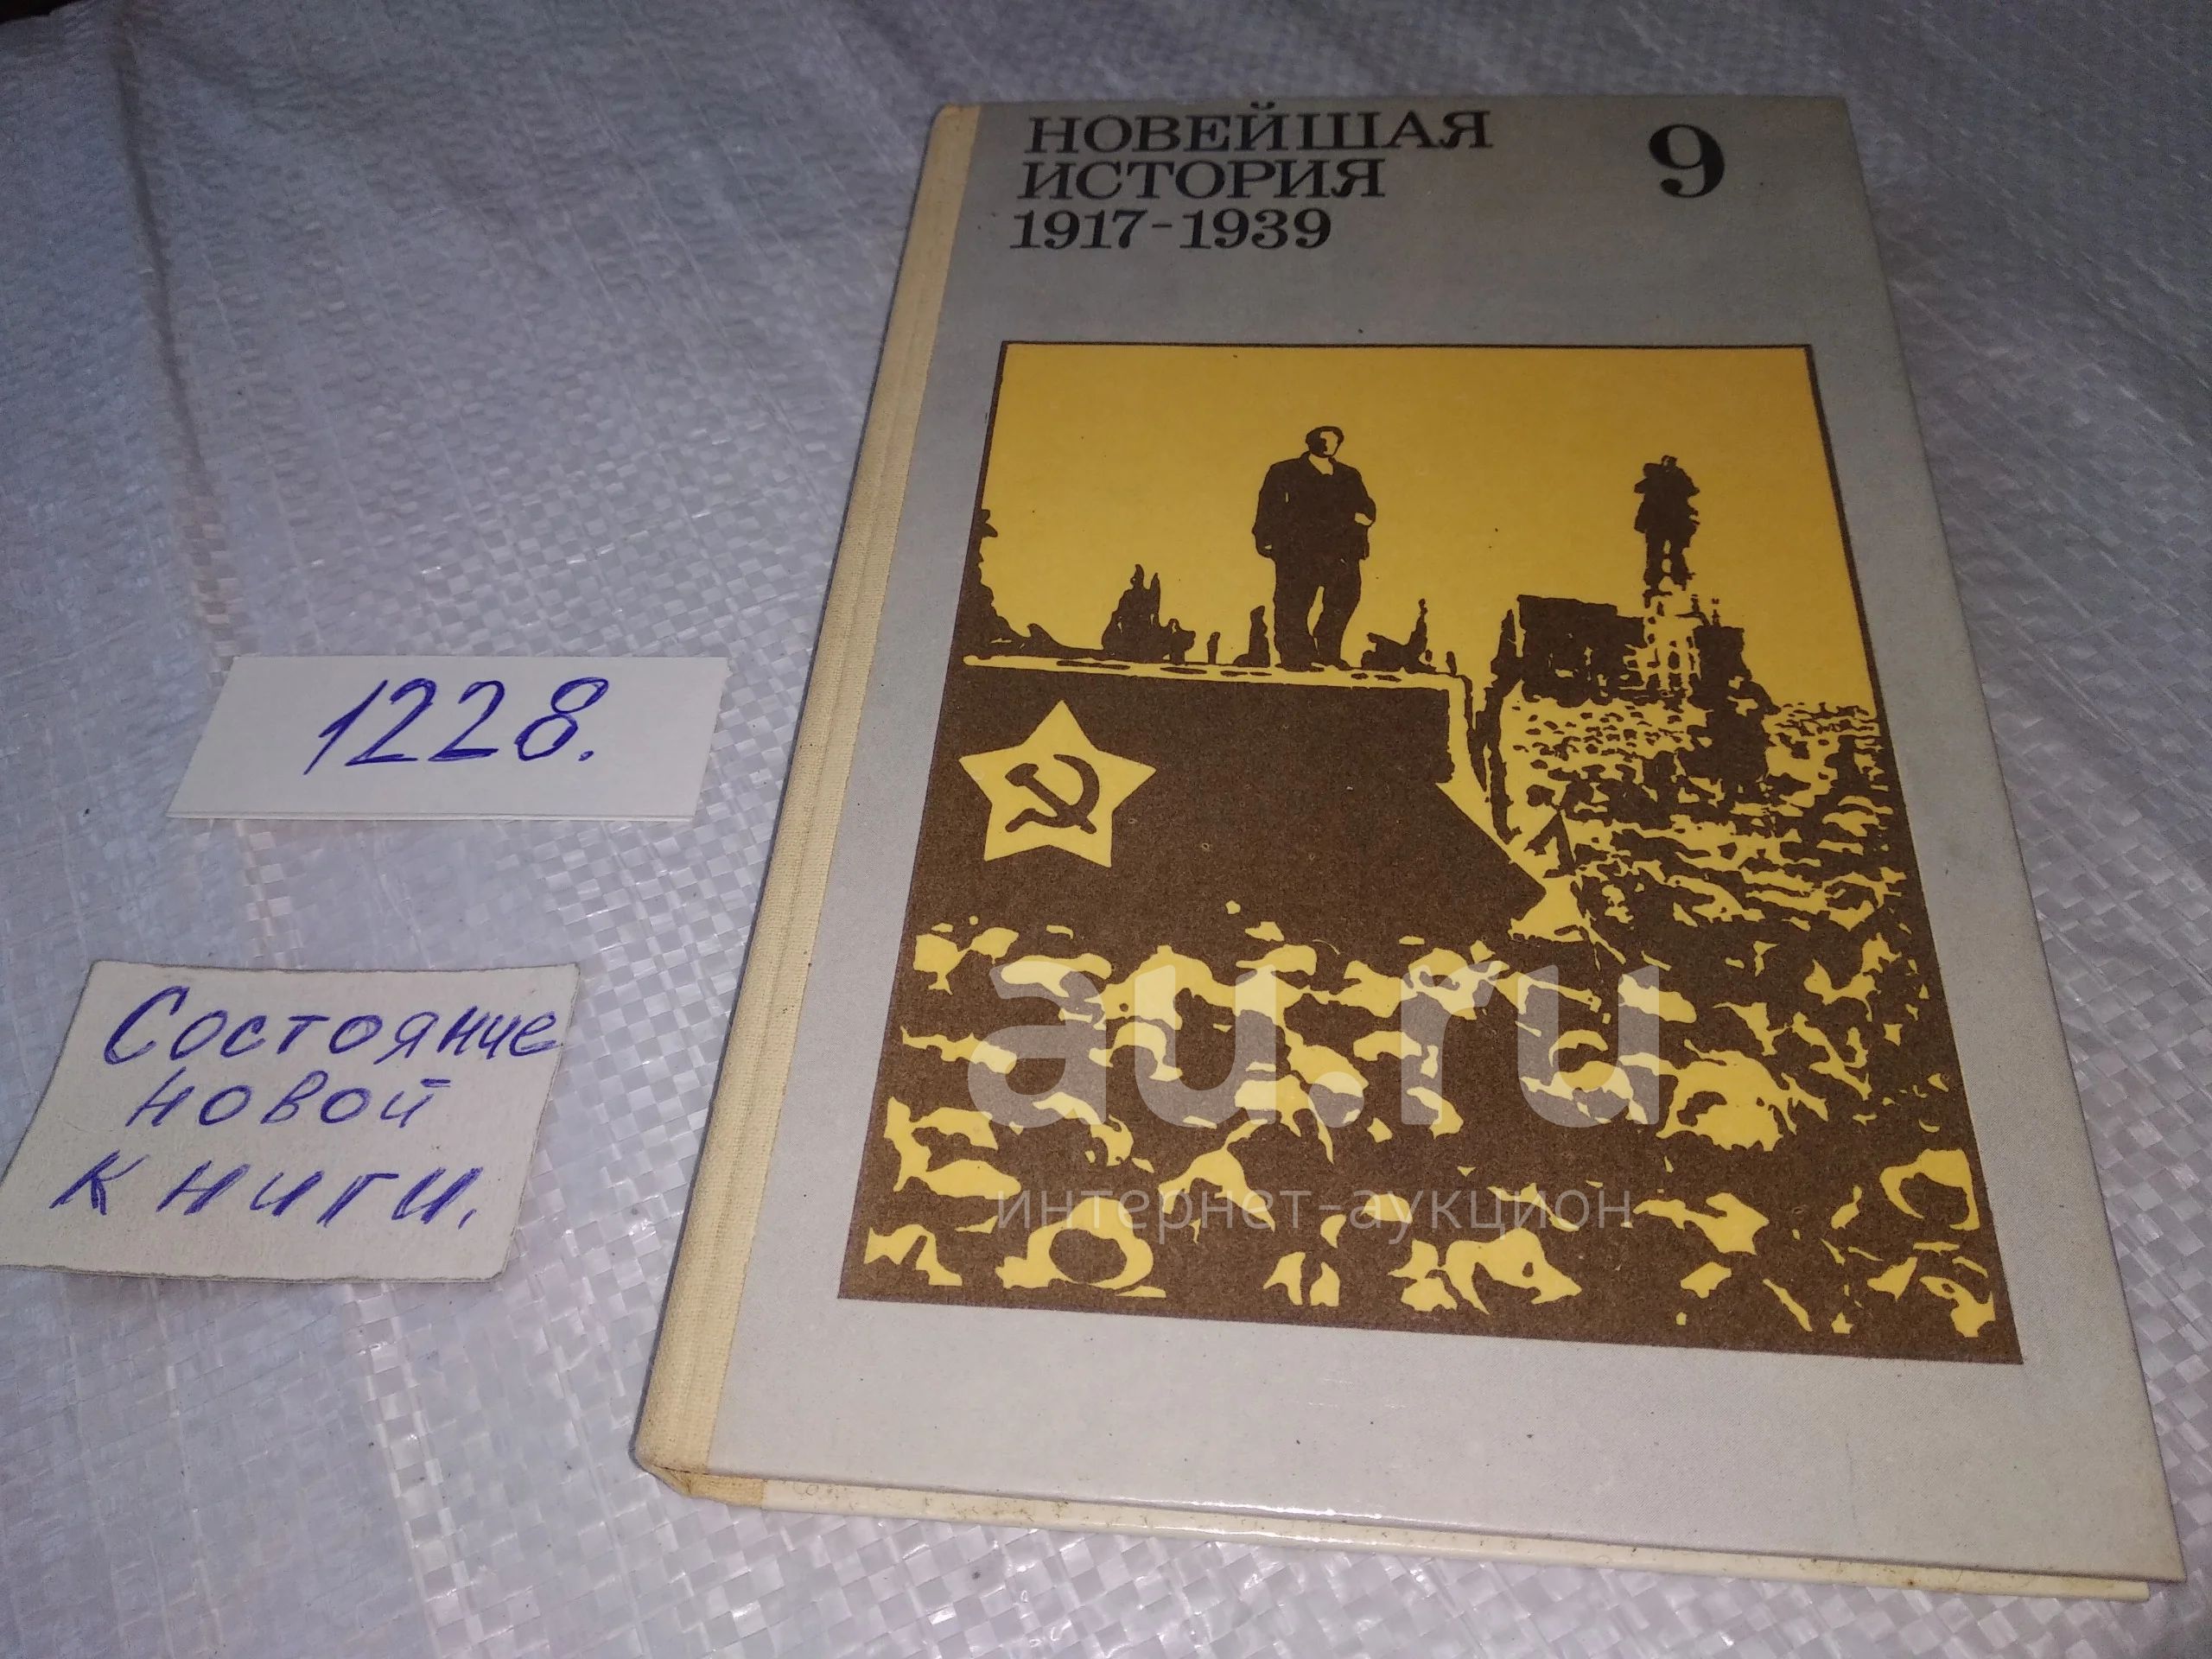 НОВЕЙШАЯ
ИСТОРИЯ
1917-1939
9
1228.
Состояние
новой
книги.
au.ru
интернет-аукцион